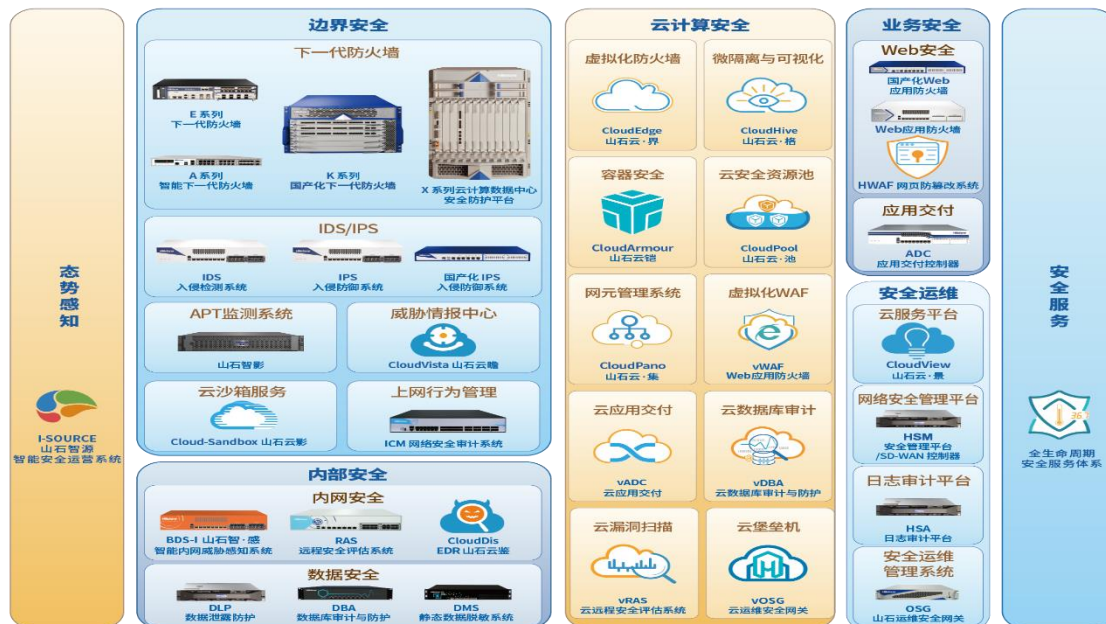 态势感知
I-SOURCE
山石智源
智能安全运营系统
边界安全
下一代防火墙
E 系列
下一代防火墙
A 系列
智能下一代防火墙
K 系列
国产化下一代防火墙
X 系列云计算数据中心
安全防护平台
IDS/IPS
IDS
入侵检测系统
IPS
入侵防御系统
国产化 IPS
入侵防御系统
APT监测系统
山石智影
威胁情报中心
CloudVista 山石云瞻
云沙箱服务
Cloud-Sandbox 山石云影
上网行为管理
ICM 网络安全审计系统
内部安全
内网安全
BDS-I 山石智·感
智能内网威胁感知系统
RAS
远程安全评估系统
CloudDis
EDR 山石云鉴
数据安全
DLP
数据泄露防护
DBA
数据库审计与防护
DMS
静态数据脱敏系统
云计算安全
虚拟化防火墙
CloudEdge
山石云·界
微隔离与可视化
CloudHive
山石云·格
容器安全
CloudArmour
山石云铠
云安全资源池
CloudPool
山石云·池
网元管理系统
CloudPano
山石云·集
虚拟化WAF
vWAF
Web应用防火墙
云应用交付
vADC
云应用交付
云数据库审计
vDBA
云数据库审计与防护
云漏洞扫描
vRAS
云远程安全评估系统
云堡垒机
vOSG
云运维安全网关
业务安全
Web安全
国产化Web
应用防火墙
Web应用防火墙
HWAF 网页防篡改系统
应用交付
ADC
应用交付控制器
安全运维
云服务平台
CloudView
山石云·景
网络安全管理平台
HSM
安全管理平台
/SD-WAN 控制器
日志审计平台
HSA
日志审计平台
安全运维
管理系统
OSG
山石运维安全网关
安全服务
全生命周期
安全服务体系